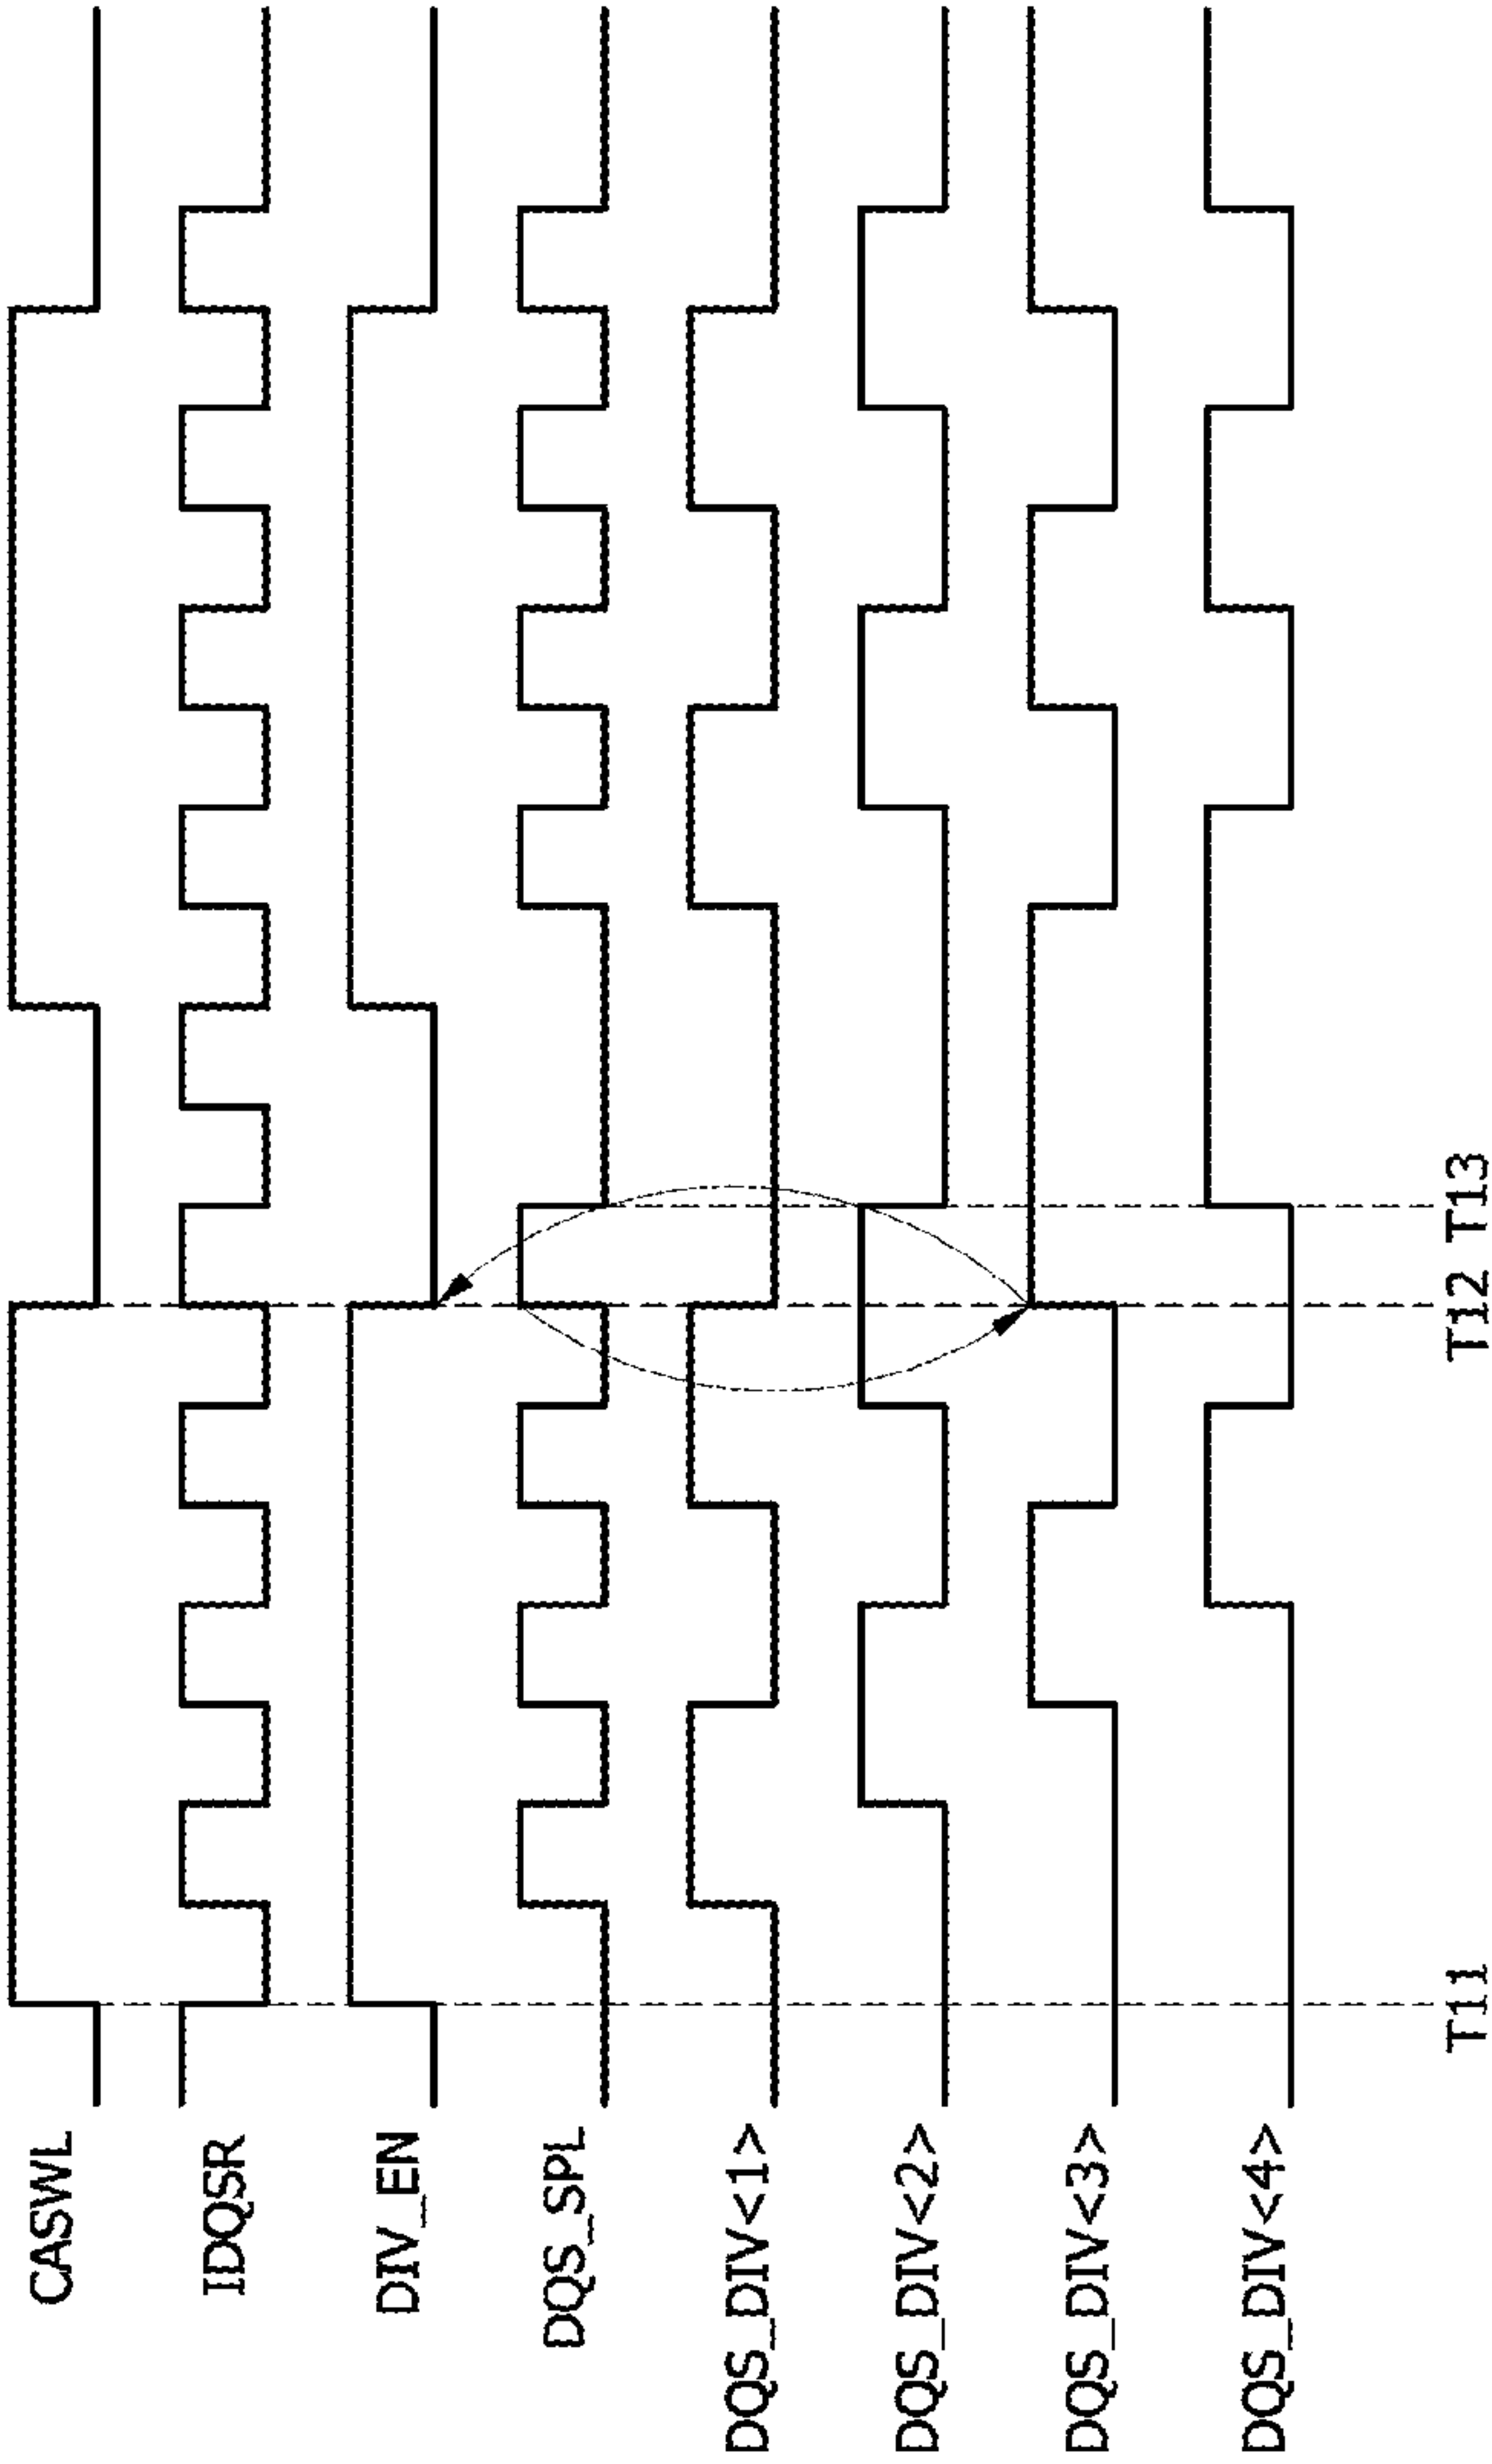 CASWL
IDQSR
DIV_EN
DQS_SPL
DQS_DIV<1>
DQS_DIV<2>
DQS_DIV<3>
DQS_DIV<4>
T11 T12 T13